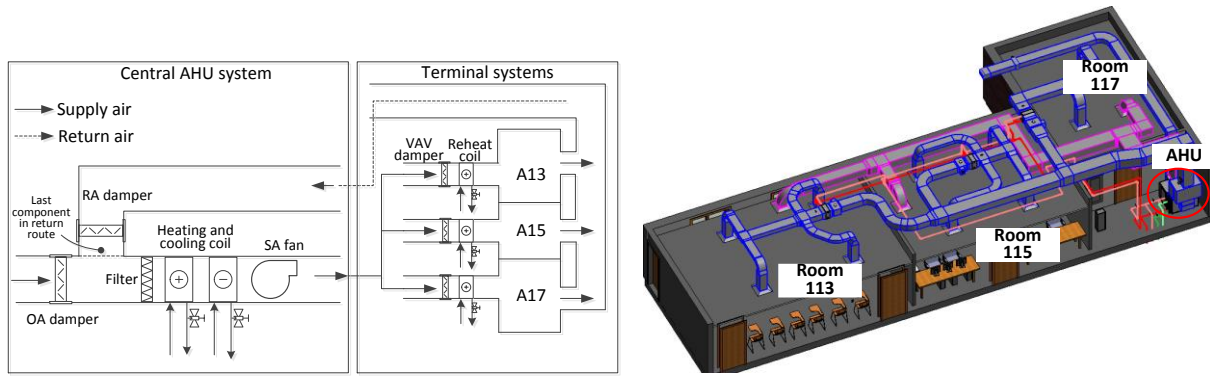 Central AHU system
Supply air
Return air
RA damper
Last
component
in return
route
Heating and
cooling coil
SA fan
Filter
OA damper
Terminal systems
VAV
damper
Reheat
coil
A13
A15
A17
Room
117
AHU
Room
115
Room
113